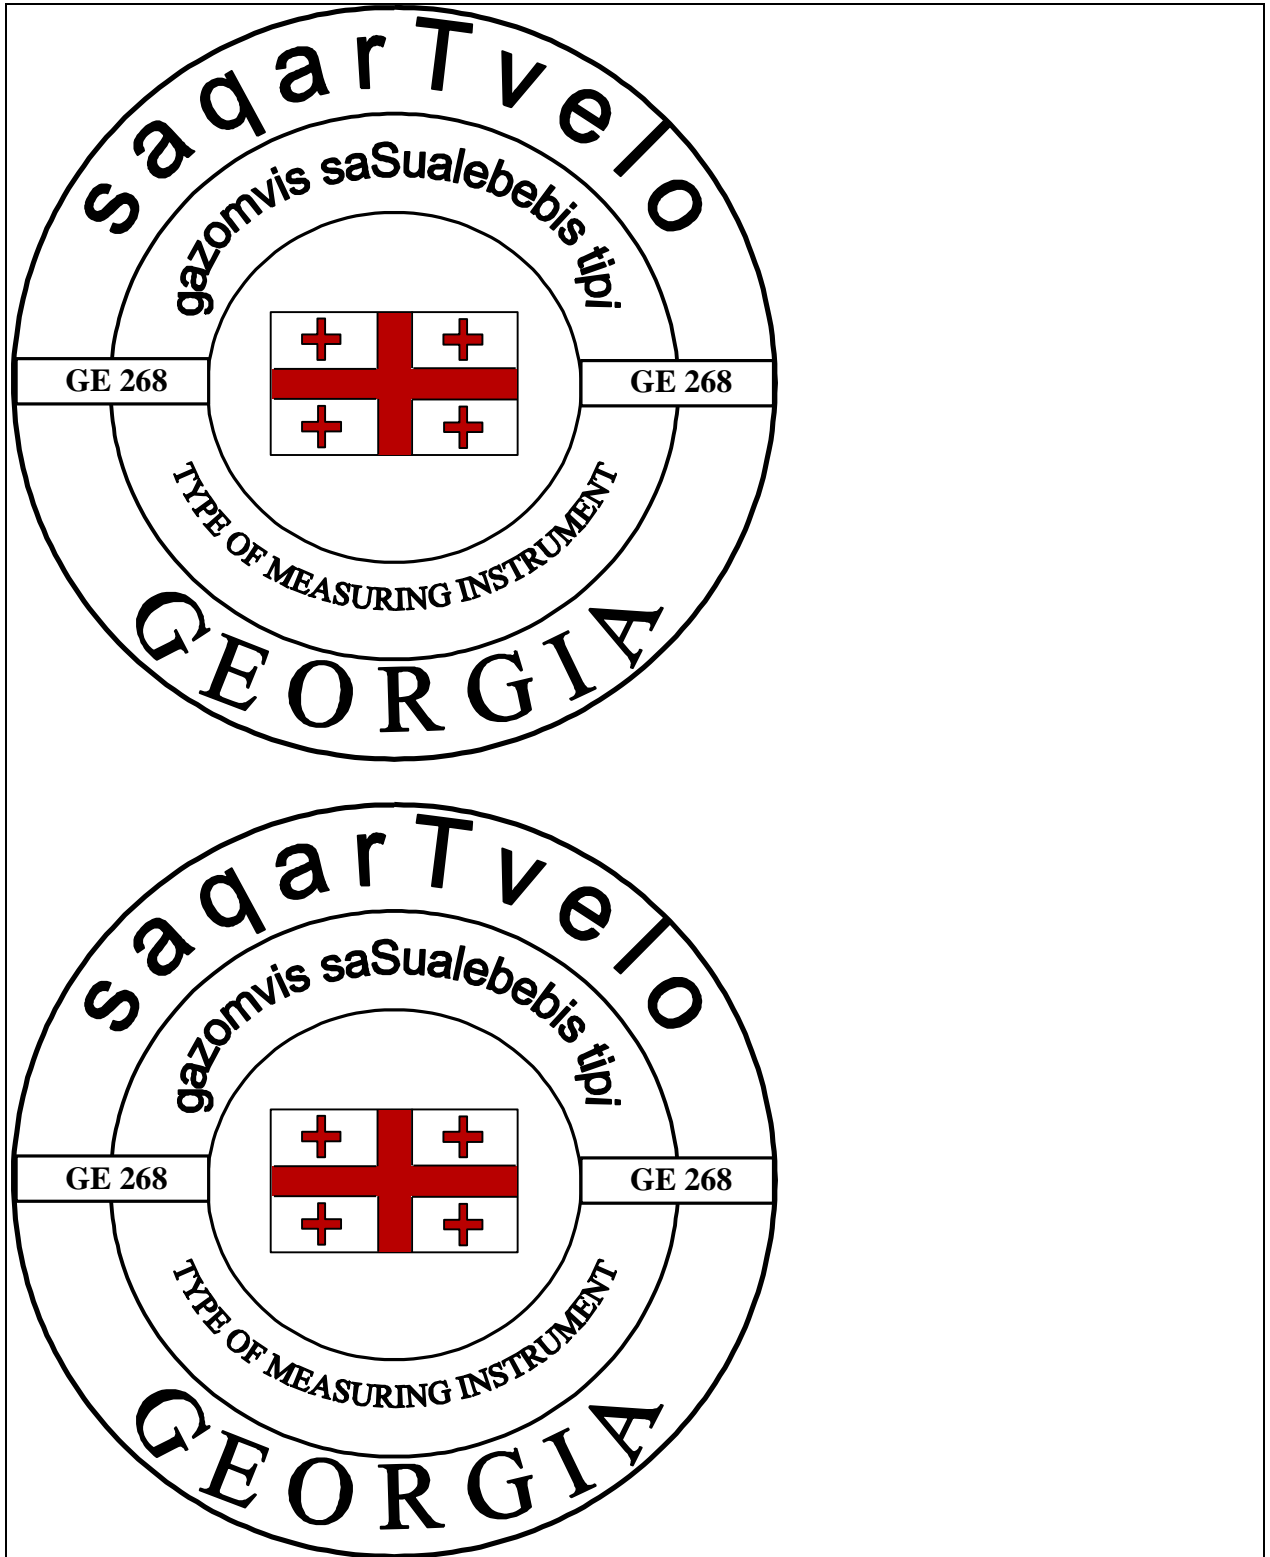 saqarTvelo
gazomvis saSualebebis tipi
GE 268
GE 268
TYPE OF MEASURING INSTRUMENT
GEORGIA
saqarTvelo
gazomvis saSualebebis tipi
GE 268
GE 268
TYPE OF MEASURING INSTRUMENT
GEORGIA